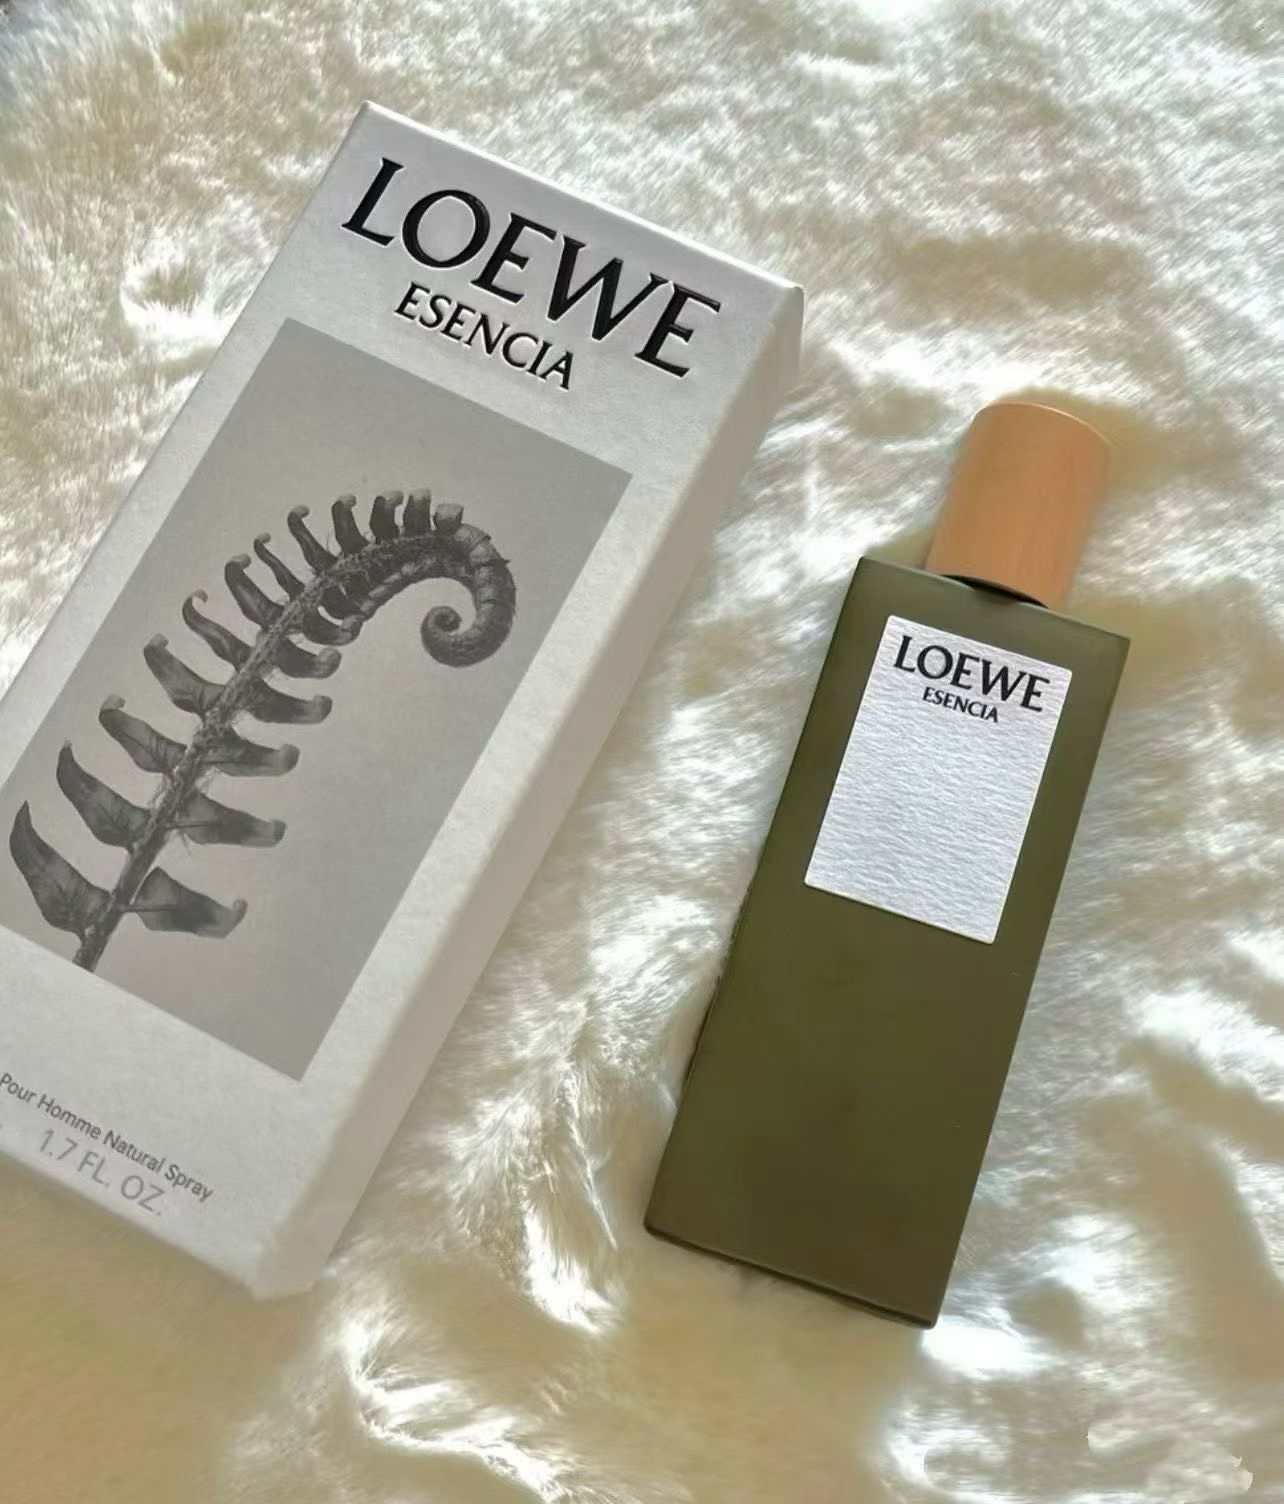 LOEWE
ESENCIA
Pour Homme Natural Spray
1.7 FL. OZ.
LOEWE
ESENCIA